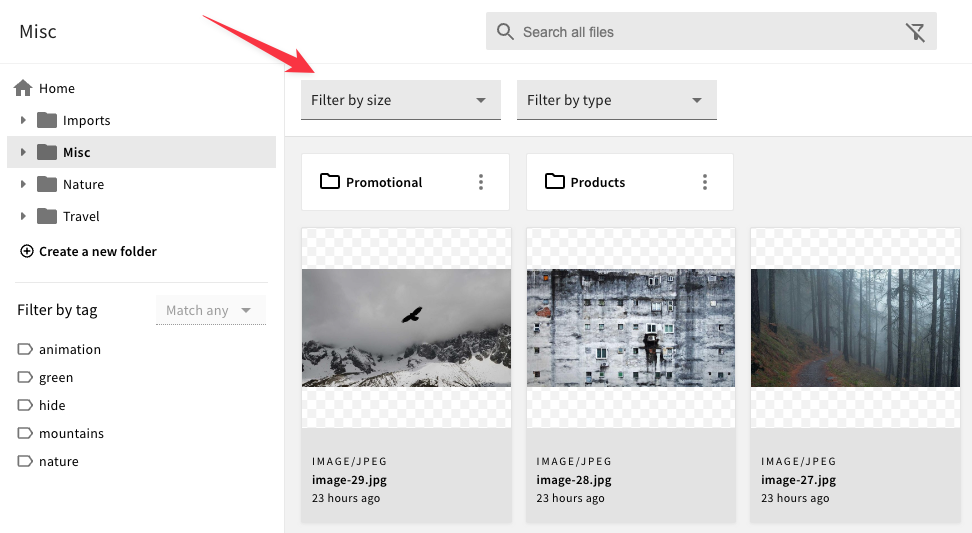 Misc
Search all files
Home
Imports
Misc
Nature
Travel
Create a new folder
Filter by tag
Match any
animation
green
hide
mountains
nature
Filter by size
Filter by type
Promotional
Products
IMAGE/JPEG
image-29.jpg
23 hours ago
IMAGE/JPEG
image-28.jpg
23 hours ago
IMAGE/JPEG
image-27.jpg
23 hours ago